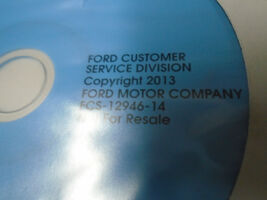 FORD CUSTOMER
SERVICE DIVISION
Copyright 2013
FORD MOTOR COMPANY
FCS-12946-14
For Resale